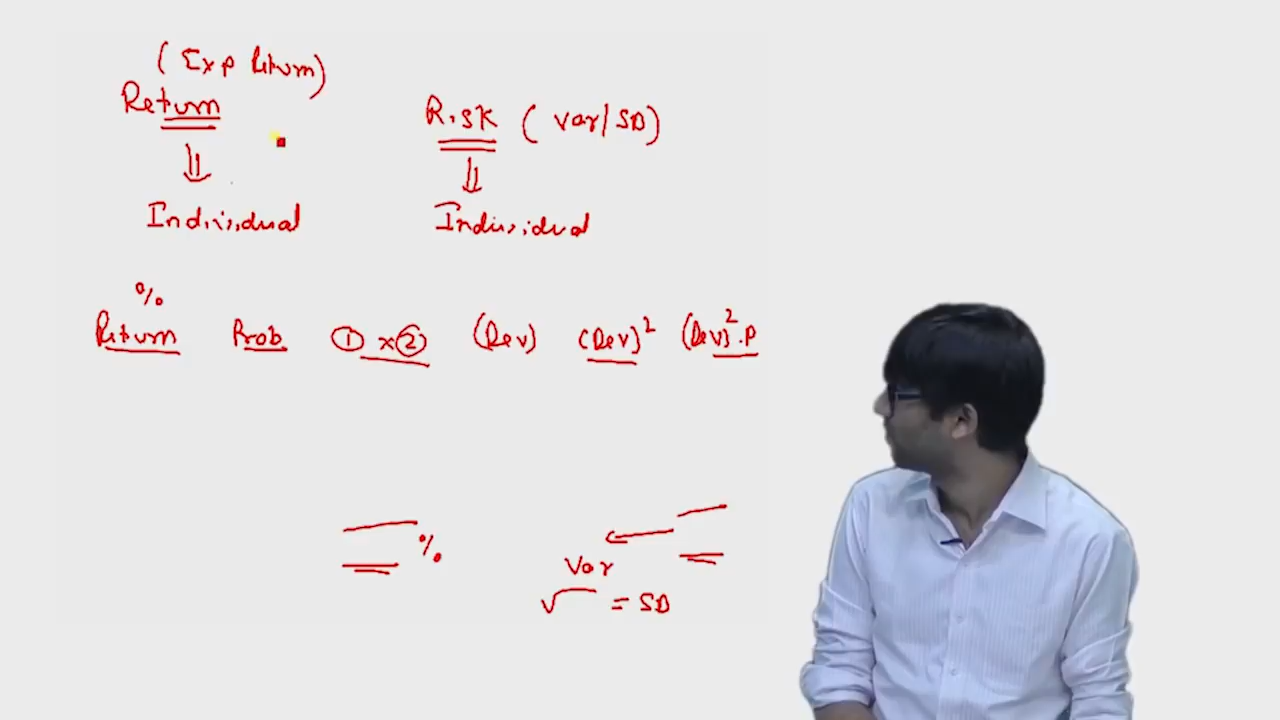 (Exp Return)
Return
Risk (Var/SD)
Individual
Individual
%
Return Prob ① × ② (Dev) (Dev)² (Dev)².P
%
Var
√ = SD